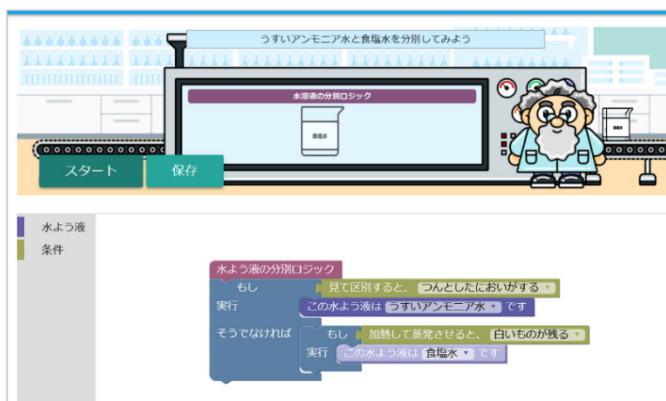 うすいアンモニア水と食塩水を分別してみよう
水溶液の分別ロジック
食塩水
食塩水
スタート
保存
水よう液
条件
水よう液の分別ロジック
もし 見て区別すると、 つんとしたにおいがする
実行 この水よう液は うすいアンモニア水 です
そうでなければ もし 加熱して蒸発させると、 白いものが残る
実行 この水よう液は 食塩水 です